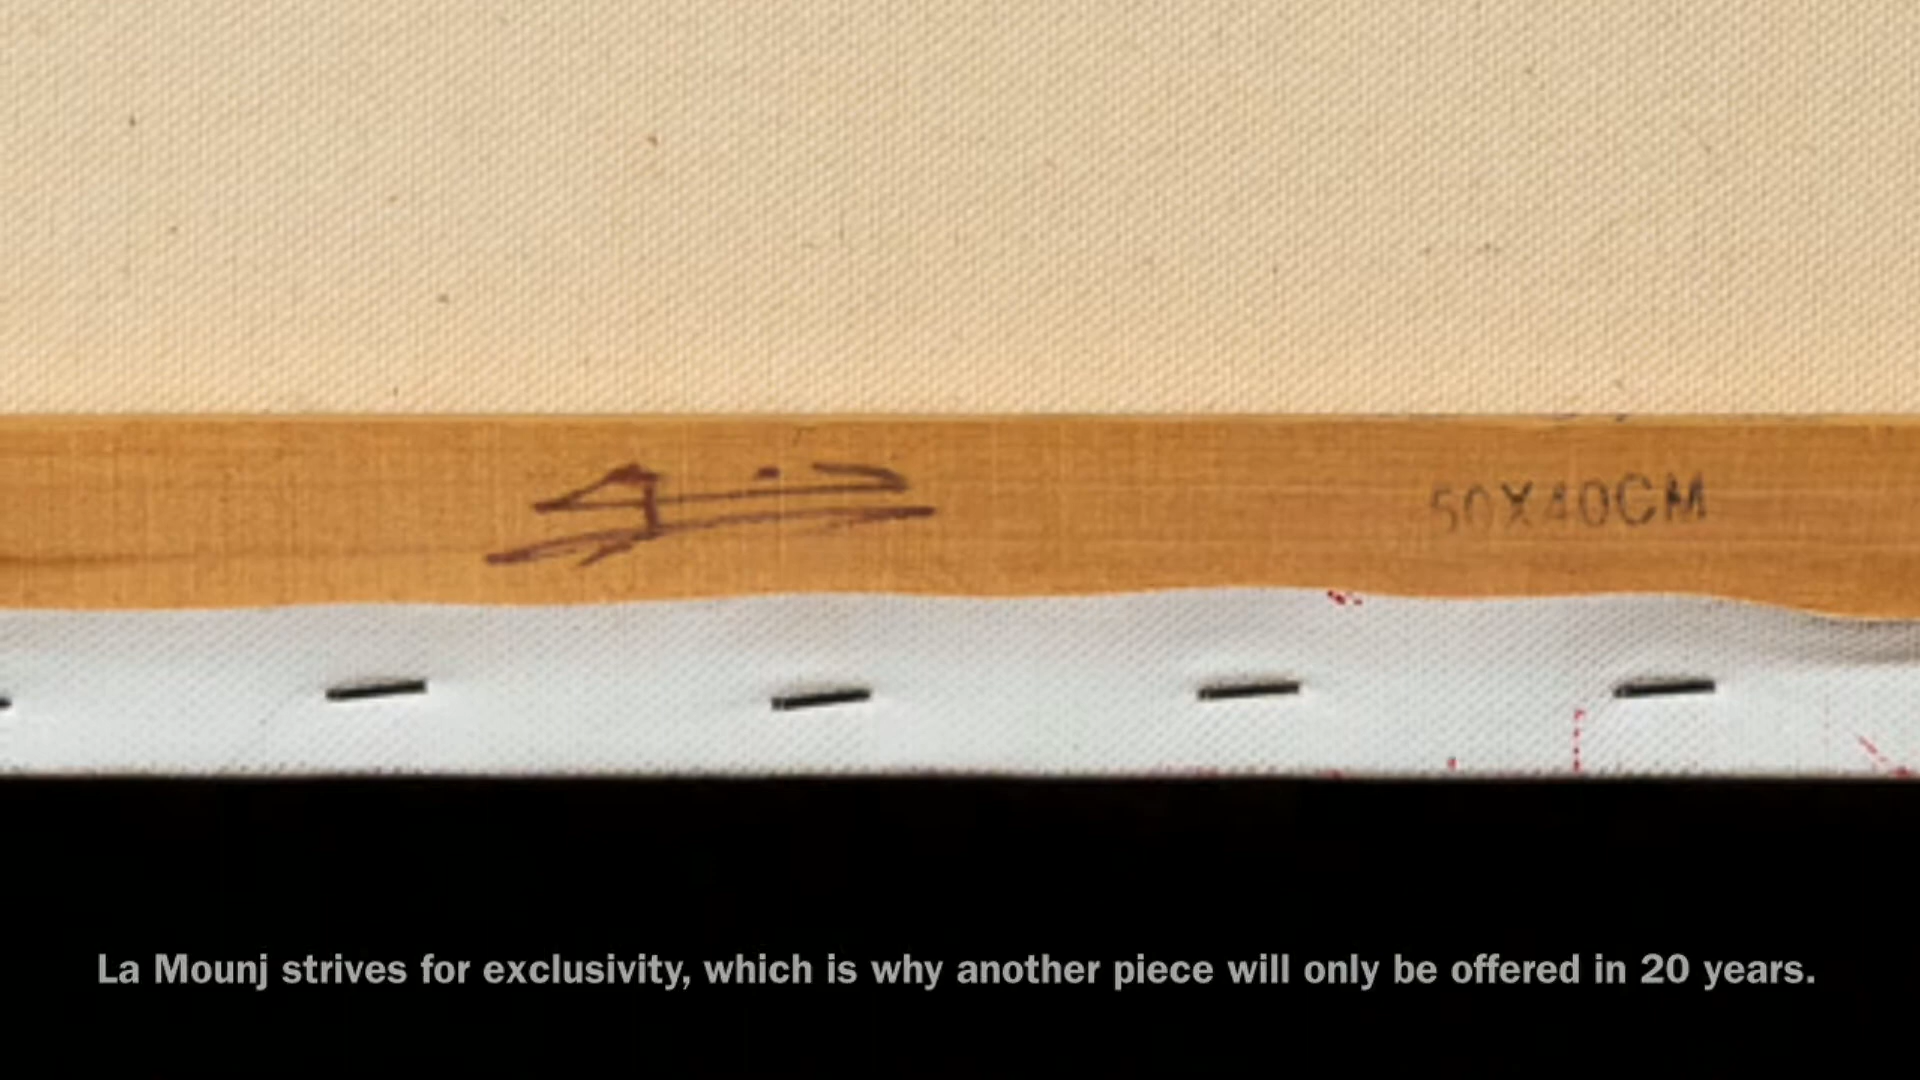 50X40CM
La Mounj strives for exclusivity, which is why another piece will only be offered in 20 years.